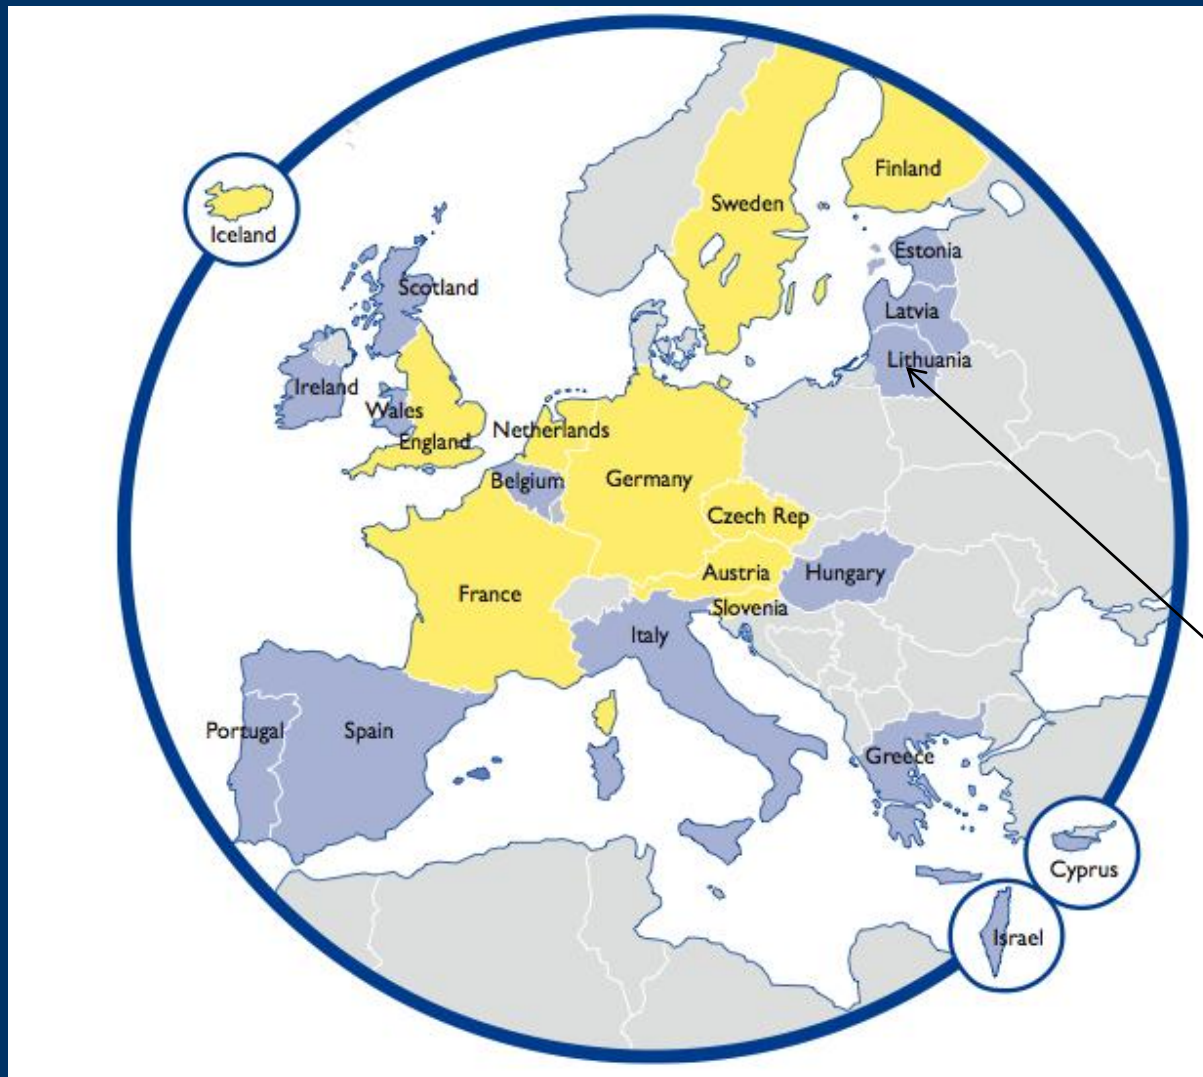 Finland
Sweden
Iceland
Estonia
Scotland
Latvia
Lithuania
Ireland
Wales
Netherlands
England
Belgium
Germany
Czech Rep
Austria
Hungary
France
Slovenia
Italy
Portugal
Spain
Greece
Cyprus
Israel